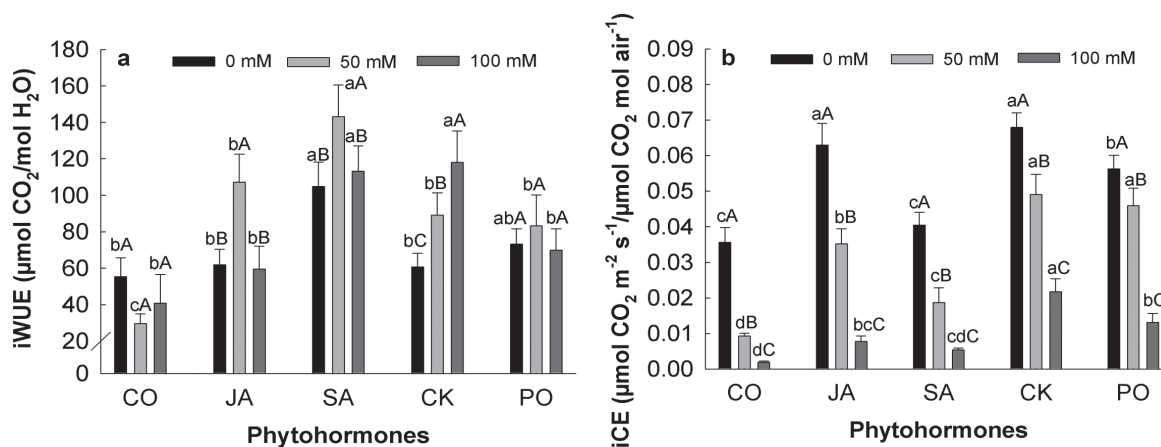 a
0 mM 50 mM 100 mM
iWUE (µmol CO₂/mol H₂O)
180
160
140
120
100
80
60
40
20
0
bA cA bA
bB bA bB
aB aA aB
bC bB aA
abA bA bA
CO JA SA CK PO
Phytohormones
b
0 mM 50 mM 100 mM
iCE (µmol CO₂ m⁻² s⁻¹/µmol CO₂ mol air⁻¹)
0.09
0.08
0.07
0.06
0.05
0.04
0.03
0.02
0.01
0.00
cA dB dC
aA bB bcC
cA cB cdC
aA aB aC
bA aB bC
CO JA SA CK PO
Phytohormones